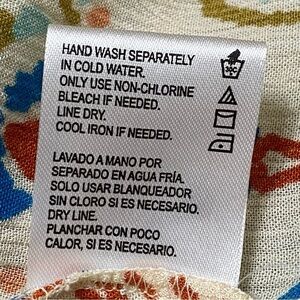 HAND WASH SEPARATELY
IN COLD WATER.
ONLY USE NON-CHLORINE
BLEACH IF NEEDED.
LINE DRY.
COOL IRON IF NEEDED.
LAVADO A MANO POR
SEPARADO EN AGUA FRÍA.
SOLO USAR BLANQUEADOR
SIN CLORO SI ES NECESARIO.
DRY LINE.
PLANCHAR CON POCO
CALOR, SI ES NECESARIO.